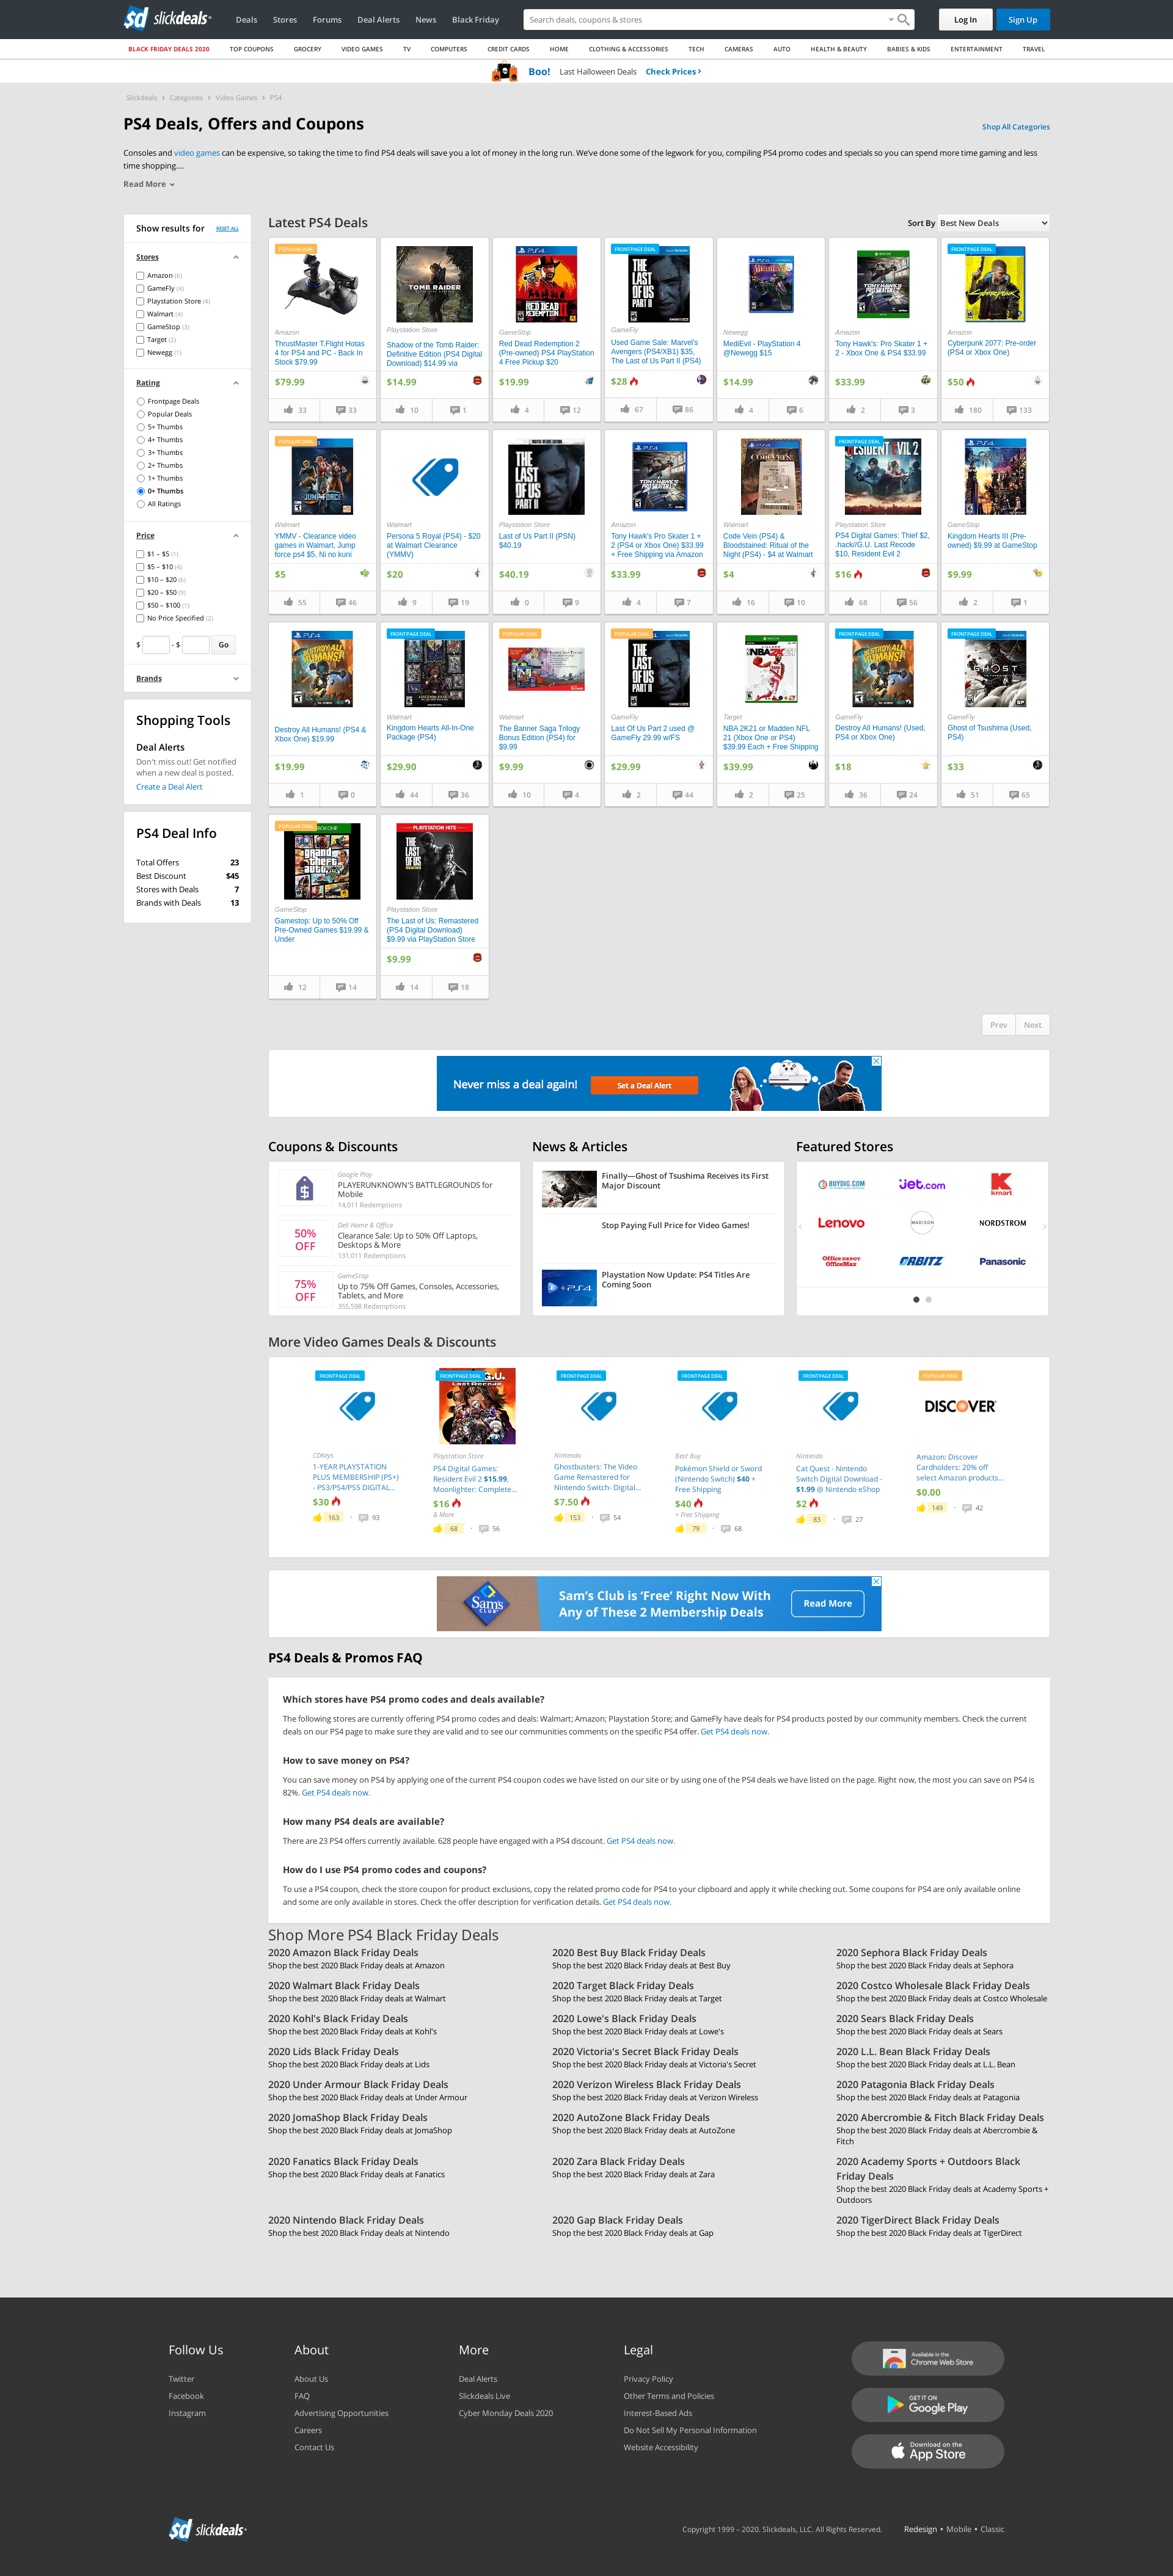 sd slickdeals
Deals Stores Forums Deal Alerts News Black Friday
Search deals, coupons & stores
Log In Sign Up
BLACK FRIDAY DEALS 2020 TOP COUPONS GROCERY VIDEO GAMES TV COMPUTERS CREDIT CARDS HOME CLOTHING & ACCESSORIES TECH CAMERAS AUTO HEALTH & BEAUTY BABIES & KIDS ENTERTAINMENT TRAVEL
Boo! Last Halloween Deals Check Prices
Slickdeals > Categories > Video Games > PS4
PS4 Deals, Offers and Coupons
Shop All Categories
Consoles and video games can be expensive, so taking the time to find PS4 deals will save you a lot of money in the long run. We've done some of the legwork for you, compiling PS4 promo codes and specials so you can spend more time gaming and less
time shopping....
Read More
Show results for RESET ALL
Stores
Amazon (6)
GameFly (4)
Playstation Store (4)
Walmart (4)
GameStop (3)
Target (2)
Newegg (1)
Rating
Frontpage Deals
Popular Deals
5+ Thumbs
4+ Thumbs
3+ Thumbs
2+ Thumbs
1+ Thumbs
0+ Thumbs
All Ratings
Price
$1 – $5 (1)
$5 – $10 (4)
$10 – $20 (6)
$20 – $50 (9)
$50 – $100 (1)
No Price Specified (2)
$ - $ Go
Brands
Shopping Tools
Deal Alerts
Don't miss out! Get notified
when a new deal is posted.
Create a Deal Alert
PS4 Deal Info
Total Offers 23
Best Discount $45
Stores with Deals 7
Brands with Deals 13
Latest PS4 Deals
Sort By Best New Deals
POPULAR DEAL
Amazon
ThrustMaster T.Flight Hotas
4 for PS4 and PC - Back In
Stock $79.99
$79.99
33 33
TOMB RAIDER
Playstation Store
Shadow of the Tomb Raider:
Definitive Edition (PS4 Digital
Download) $14.99 via
$14.99
10 1
PS4
RED DEAD
REDEMPTION II
GameStop
Red Dead Redemption 2
(Pre-owned) PS4 PlayStation
4 Free Pickup $20
$19.99
4 12
FRONTPAGE DEAL
THE LAST OF US
PART II
GameFly
Used Game Sale: Marvel's
Avengers (PS4/XB1) $35,
The Last of Us Part II (PS4)
$28
67 86
MEDIEVIL
Newegg
MediEvil - PlayStation 4
@Newegg $15
$14.99
4 6
Amazon
Tony Hawk's: Pro Skater 1 +
2 - Xbox One & PS4 $33.99
$33.99
2 3
FRONTPAGE DEAL
Cyberpunk
Amazon
Cyberpunk 2077: Pre-order
(PS4 or Xbox One)
$50
180 133
POPULAR DEAL
PS4
JUMP FORCE
Walmart
YMMV - Clearance video
games in Walmart, Jump
force ps4 $5, Ni no kuni
$5
55 46
Walmart
Persona 5 Royal (PS4) - $20
at Walmart Clearance
(YMMV)
$20
9 19
THE LAST OF US
PART II
Playstation Store
Last of Us Part II (PSN)
$40.19
$40.19
0 9
PS4
TONY HAWK'S
PRO SKATER 1+2
Amazon
Tony Hawk's Pro Skater 1 +
2 (PS4 or Xbox One) $33.99
+ Free Shipping via Amazon
$33.99
4 7
PS4
CODE VEIN
Walmart
Code Vein (PS4) &
Bloodstained: Ritual of the
Night (PS4) - $4 at Walmart
$4
16 10
FRONTPAGE DEAL
RESIDENT EVIL 2
Playstation Store
PS4 Digital Games: Thief $2,
.hack//G.U. Last Recode
$10, Resident Evil 2
$16
68 56
PS4
GameStop
Kingdom Hearts III (Pre-
owned) $9.99 at GameStop
$9.99
2 1
PS4
DESTROY ALL HUMANS!
Destroy All Humans! (PS4 &
Xbox One) $19.99
$19.99
1 0
FRONTPAGE DEAL
Walmart
Kingdom Hearts All-In-One
Package (PS4)
$29.90
44 36
POPULAR DEAL
Walmart
The Banner Saga Trilogy
Bonus Edition (PS4) for
$9.99
$9.99
10 4
POPULAR DEAL
THE LAST OF US
PART II
GameFly
Last Of Us Part 2 used @
GameFly 29.99 w/FS
$29.99
2 44
NBA 2K21
Target
NBA 2K21 or Madden NFL
21 (Xbox One or PS4)
$39.99 Each + Free Shipping
$39.99
2 25
FRONTPAGE DEAL
DESTROY ALL HUMANS!
GameFly
Destroy All Humans! (Used,
PS4 or Xbox One)
$18
36 24
FRONTPAGE DEAL
GHOST
GameFly
Ghost of Tsushima (Used,
PS4)
$33
51 65
POPULAR DEAL
XBOX ONE
grand theft auto V
GameStop
Gamestop: Up to 50% Off
Pre-Owned Games $19.99 &
Under
12 14
PLAYSTATION HITS
THE LAST OF US
Playstation Store
The Last of Us: Remastered
(PS4 Digital Download)
$9.99 via PlayStation Store
$9.99
14 18
Prev Next
Never miss a deal again! Set a Deal Alert
Coupons & Discounts
Google Play
PLAYERUNKNOWN'S BATTLEGROUNDS for
Mobile
14,011 Redemptions
50%
OFF
Dell Home & Office
Clearance Sale: Up to 50% Off Laptops,
Desktops & More
131,011 Redemptions
75%
OFF
GameStop
Up to 75% Off Games, Consoles, Accessories,
Tablets, and More
355,598 Redemptions
News & Articles
Finally—Ghost of Tsushima Receives its First
Major Discount
Stop Paying Full Price for Video Games!
+PS4
Playstation Now Update: PS4 Titles Are
Coming Soon
Featured Stores
BUYDIG.COM Jet.com kmart
Lenovo MADISON NORDSTROM
Office DEPOT OfficeMax ORBITZ Panasonic
More Video Games Deals & Discounts
FRONTPAGE DEAL
CDKeys
1-YEAR PLAYSTATION
PLUS MEMBERSHIP (PS+)
- PS3/PS4/PS5 DIGITAL...
$30
163 · 93
FRONTPAGE DEAL
Playstation Store
PS4 Digital Games:
Resident Evil 2 $15.99,
Moonlighter: Complete...
$16
& More
68 · 56
FRONTPAGE DEAL
Nintendo
Ghostbusters: The Video
Game Remastered for
Nintendo Switch- Digital...
$7.50
153 · 54
FRONTPAGE DEAL
Best Buy
Pokémon Shield or Sword
(Nintendo Switch) $40 +
Free Shipping
$40
+ Free Shipping
79 · 68
FRONTPAGE DEAL
Nintendo
Cat Quest - Nintendo
Switch Digital Download -
$1.99 @ Nintendo eShop
$2
83 · 27
POPULAR DEAL
DISCOVER
Amazon: Discover
Cardholders: 20% off
select Amazon products...
$0.00
149 · 42
Sam's Club
Sam's Club is 'Free' Right Now With
Any of These 2 Membership Deals
Read More
PS4 Deals & Promos FAQ
Which stores have PS4 promo codes and deals available?
The following stores are currently offering PS4 promo codes and deals: Walmart; Amazon; Playstation Store; and GameFly have deals for PS4 products posted by our community members. Check the current
deals on our PS4 page to make sure they are valid and to see our communities comments on the specific PS4 offer. Get PS4 deals now.
How to save money on PS4?
You can save money on PS4 by applying one of the current PS4 coupon codes we have listed on our site or by using one of the PS4 deals we have listed on the page. Right now, the most you can save on PS4 is
82%. Get PS4 deals now.
How many PS4 deals are available?
There are 23 PS4 offers currently available. 628 people have engaged with a PS4 discount. Get PS4 deals now.
How do I use PS4 promo codes and coupons?
To use a PS4 coupon, check the store coupon for product exclusions, copy the related promo code for PS4 to your clipboard and apply it while checking out. Some coupons for PS4 are only available online
and some are only available in stores. Check the offer description for verification details. Get PS4 deals now.
Shop More PS4 Black Friday Deals
2020 Amazon Black Friday Deals
Shop the best 2020 Black Friday deals at Amazon
2020 Best Buy Black Friday Deals
Shop the best 2020 Black Friday deals at Best Buy
2020 Sephora Black Friday Deals
Shop the best 2020 Black Friday deals at Sephora
2020 Walmart Black Friday Deals
Shop the best 2020 Black Friday deals at Walmart
2020 Target Black Friday Deals
Shop the best 2020 Black Friday deals at Target
2020 Costco Wholesale Black Friday Deals
Shop the best 2020 Black Friday deals at Costco Wholesale
2020 Kohl's Black Friday Deals
Shop the best 2020 Black Friday deals at Kohl's
2020 Lowe's Black Friday Deals
Shop the best 2020 Black Friday deals at Lowe's
2020 Sears Black Friday Deals
Shop the best 2020 Black Friday deals at Sears
2020 Lids Black Friday Deals
Shop the best 2020 Black Friday deals at Lids
2020 Victoria's Secret Black Friday Deals
Shop the best 2020 Black Friday deals at Victoria's Secret
2020 L.L. Bean Black Friday Deals
Shop the best 2020 Black Friday deals at L.L. Bean
2020 Under Armour Black Friday Deals
Shop the best 2020 Black Friday deals at Under Armour
2020 Verizon Wireless Black Friday Deals
Shop the best 2020 Black Friday deals at Verizon Wireless
2020 Patagonia Black Friday Deals
Shop the best 2020 Black Friday deals at Patagonia
2020 JomaShop Black Friday Deals
Shop the best 2020 Black Friday deals at JomaShop
2020 AutoZone Black Friday Deals
Shop the best 2020 Black Friday deals at AutoZone
2020 Abercrombie & Fitch Black Friday Deals
Shop the best 2020 Black Friday deals at Abercrombie &
Fitch
2020 Fanatics Black Friday Deals
Shop the best 2020 Black Friday deals at Fanatics
2020 Zara Black Friday Deals
Shop the best 2020 Black Friday deals at Zara
2020 Academy Sports + Outdoors Black
Friday Deals
Shop the best 2020 Black Friday deals at Academy Sports +
Outdoors
2020 Nintendo Black Friday Deals
Shop the best 2020 Black Friday deals at Nintendo
2020 Gap Black Friday Deals
Shop the best 2020 Black Friday deals at Gap
2020 TigerDirect Black Friday Deals
Shop the best 2020 Black Friday deals at TigerDirect
Follow Us
Twitter
Facebook
Instagram
About
About Us
FAQ
Advertising Opportunities
Careers
Contact Us
More
Deal Alerts
Slickdeals Live
Cyber Monday Deals 2020
Legal
Privacy Policy
Other Terms and Policies
Interest-Based Ads
Do Not Sell My Personal Information
Website Accessibility
Available in the
Chrome Web Store
GET IT ON
Google Play
Download on the
App Store
sd slickdeals
Copyright 1999 – 2020. Slickdeals, LLC. All Rights Reserved. Redesign • Mobile • Classic